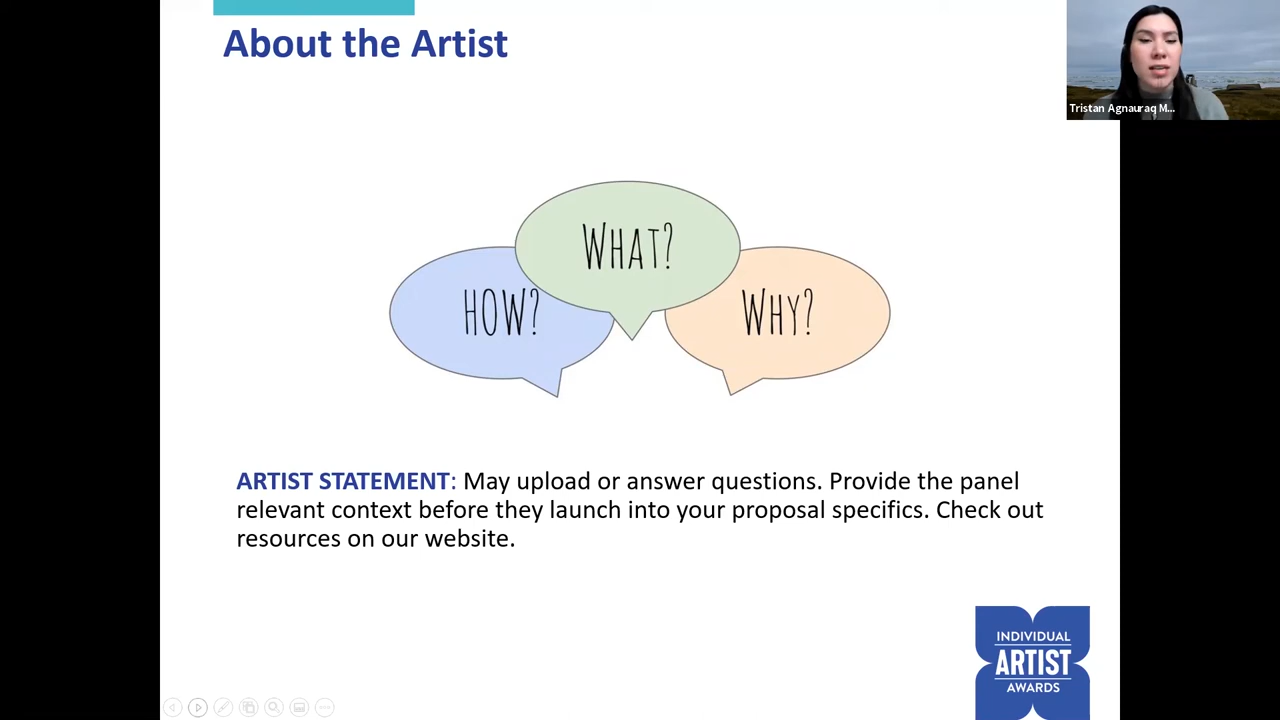 About the Artist
Tristan Agnauraq M...
WHAT?
HOW?
WHY?
ARTIST STATEMENT: May upload or answer questions. Provide the panel
relevant context before they launch into your proposal specifics. Check out
resources on our website.
INDIVIDUAL
ARTIST
AWARDS